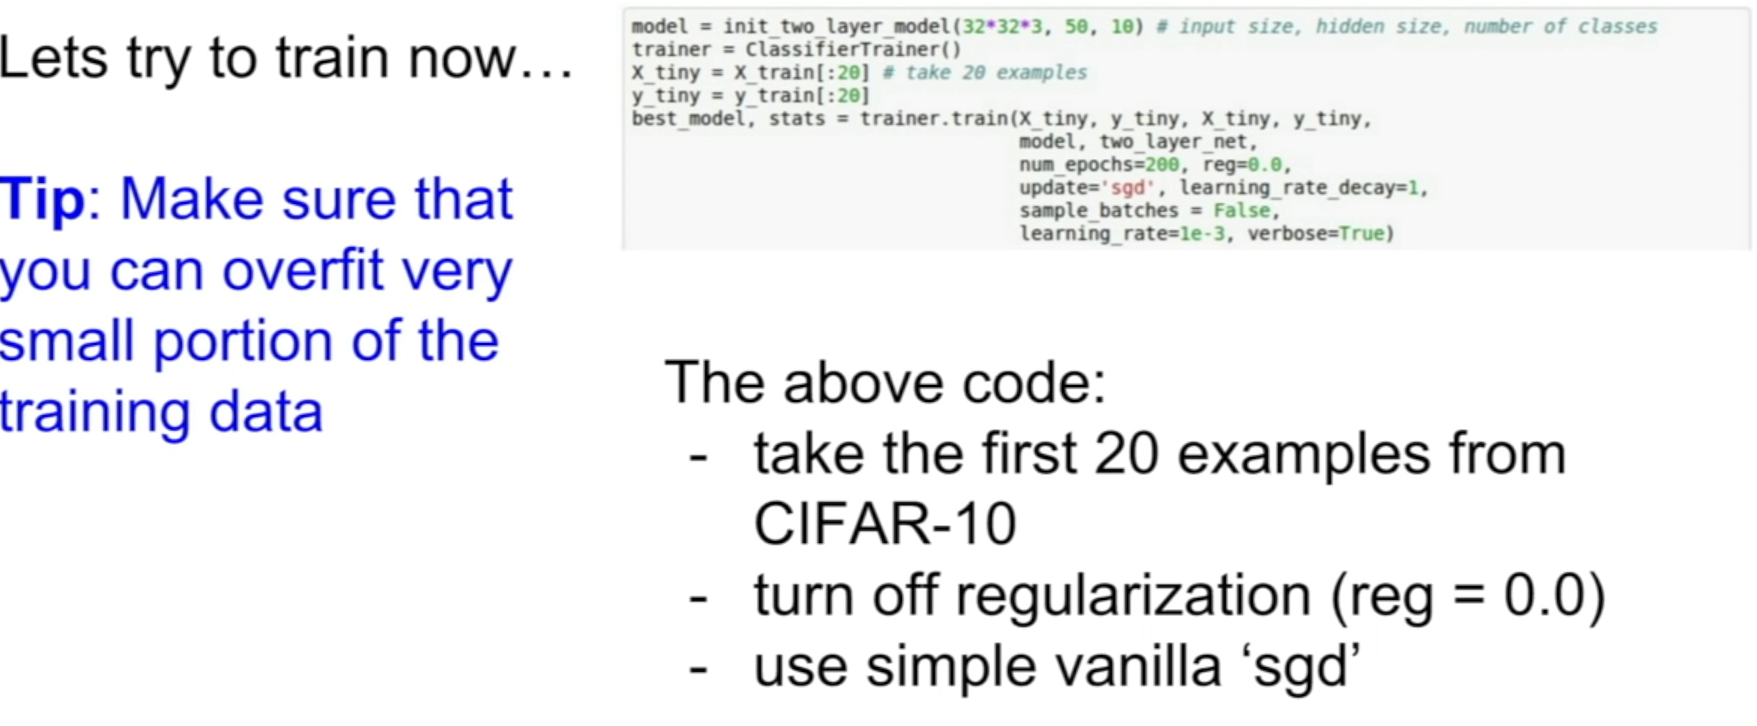 Lets try to train now…
Tip: Make sure that
you can overfit very
small portion of the
training data
model = init_two_layer_model(32*32*3, 50, 10) # input size, hidden size, number of classes
trainer = ClassifierTrainer()
X_tiny = X_train[:20] # take 20 examples
y_tiny = y_train[:20]
best_model, stats = trainer.train(X_tiny, y_tiny, X_tiny, y_tiny,
model, two_layer_net,
num_epochs=200, reg=0.0,
update='sgd', learning_rate_decay=1,
sample_batches = False,
learning_rate=1e-3, verbose=True)
The above code:
- take the first 20 examples from
CIFAR-10
- turn off regularization (reg = 0.0)
- use simple vanilla ‘sgd’